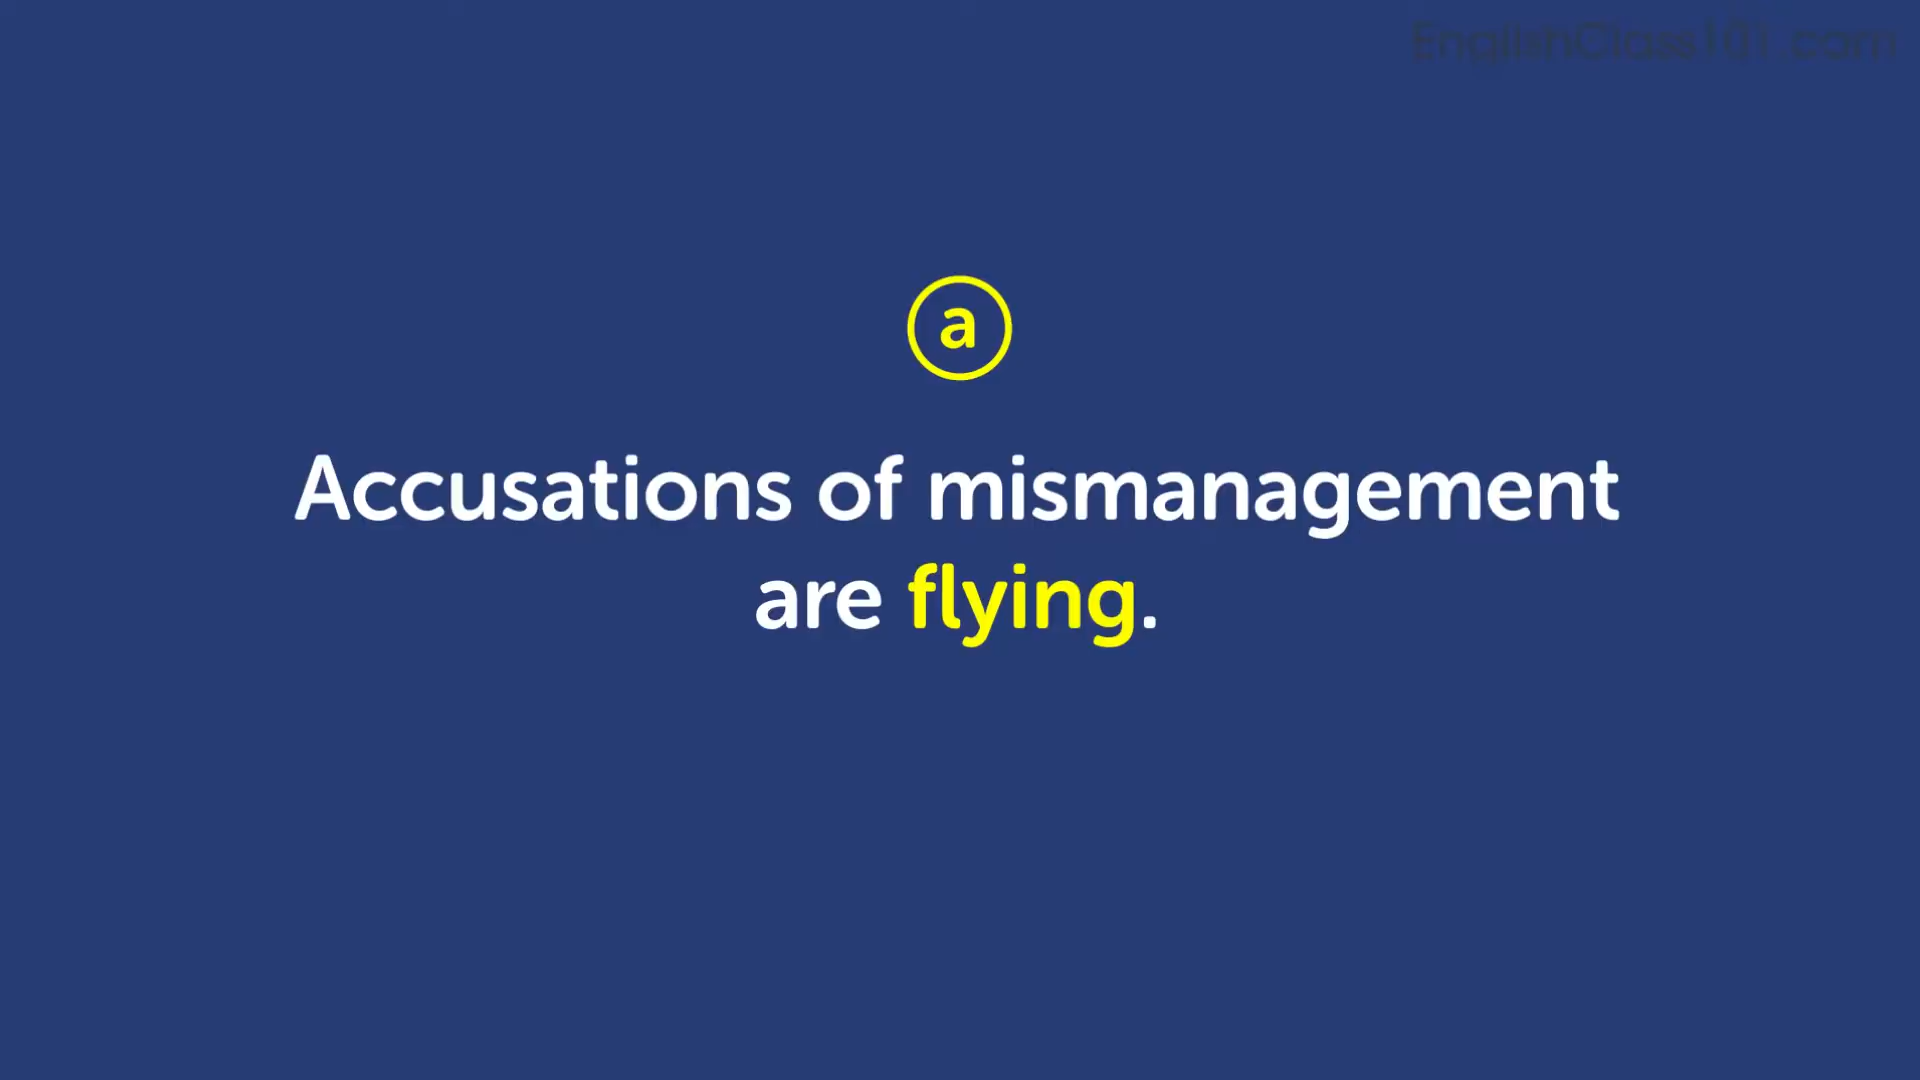 EnglishClass101.com
a
Accusations of mismanagement
are flying.